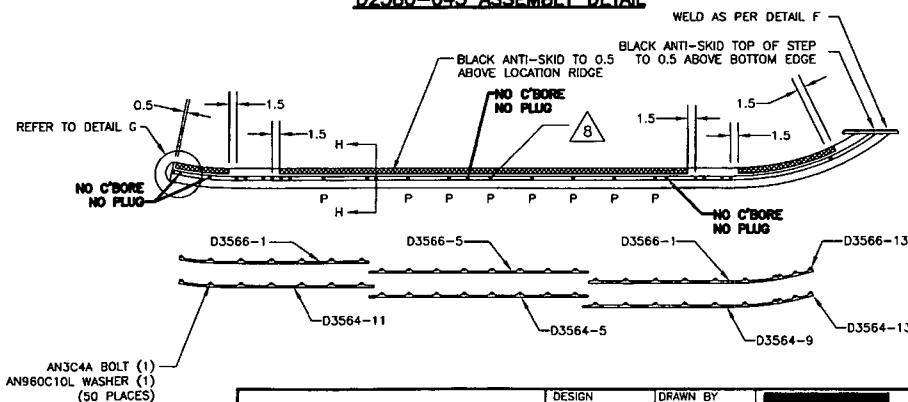 WELD AS PER DETAIL F
BLACK ANTI-SKID TO 0.5
ABOVE LOCATION RIDGE
BLACK ANTI-SKID TOP OF STEP
TO 0.5 ABOVE BOTTOM EDGE
NO C'BORE
NO PLUG
0.5
1.5
1.5
1.5
1.5
1.5
8
REFER TO DETAIL G
H
H
NO C'BORE
NO PLUG
P P P P P P P P
NO C'BORE
NO PLUG
D3566-1
D3566-5
D3566-1
D3566-13
D3564-11
D3564-5
D3564-9
D3564-13
AN3C4A BOLT (1)
AN960C10L WASHER (1)
(50 PLACES)
DESIGN
DRAWN BY